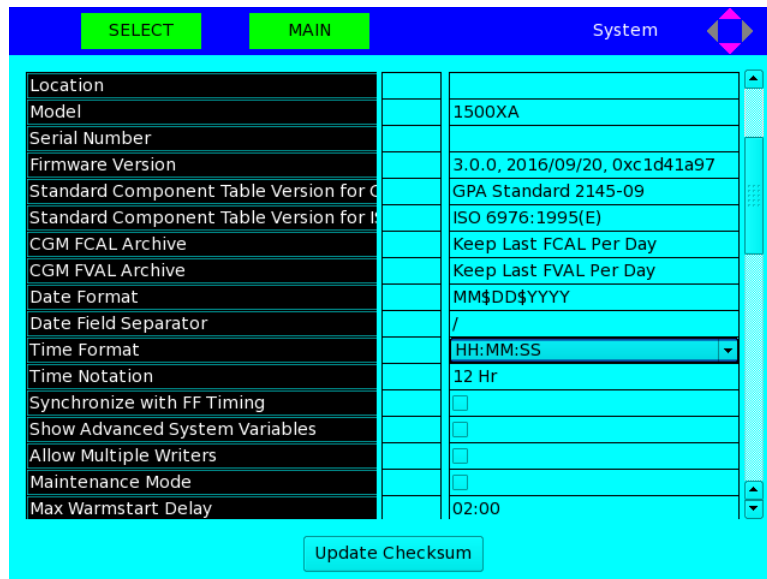 SELECT MAIN System
Location
Model 1500XA
Serial Number
Firmware Version 3.0.0, 2016/09/20, 0xc1d41a97
Standard Component Table Version for GPA Standard 2145-09
Standard Component Table Version for ISO 6976:1995(E)
CGM FCAL Archive Keep Last FCAL Per Day
CGM FVAL Archive Keep Last FVAL Per Day
Date Format MM$DD$YYYY
Date Field Separator /
Time Format HH:MM:SS
Time Notation 12 Hr
Synchronize with FF Timing
Show Advanced System Variables
Allow Multiple Writers
Maintenance Mode
Max Warmstart Delay 02:00
Update Checksum